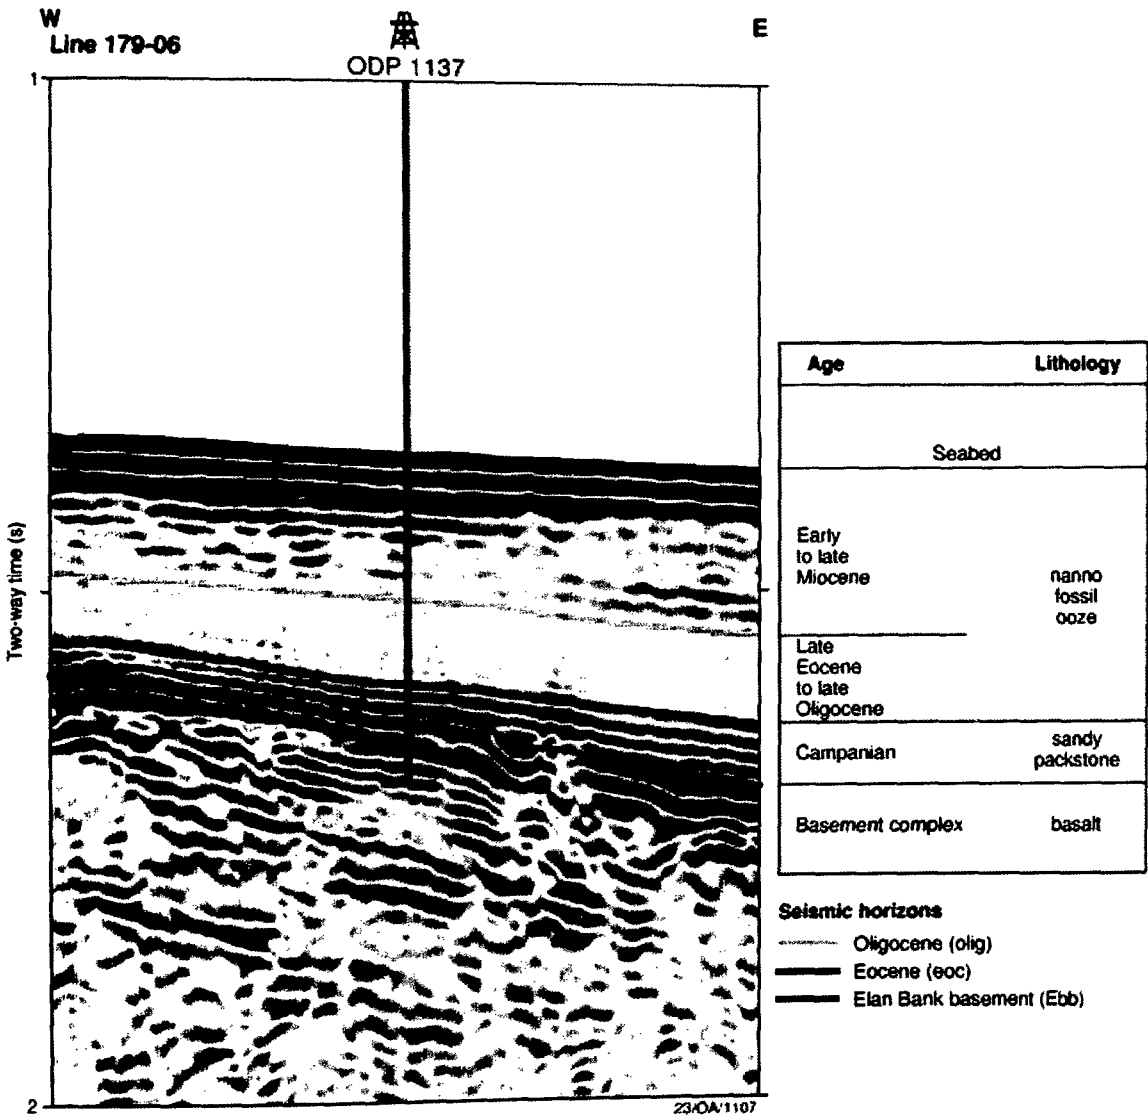 W
E
Line 179-06
ODP 1137
1
Two-way time (s)
2
23/OA/1107
Age Lithology
Seabed
Early
to late
Miocene
nanno
fossil
ooze
Late
Eocene
to late
Oligocene
Campanian
sandy
packstone
Basement complex basalt
Seismic horizons
Oligocene (olig)
Eocene (eoc)
Elan Bank basement (Ebb)